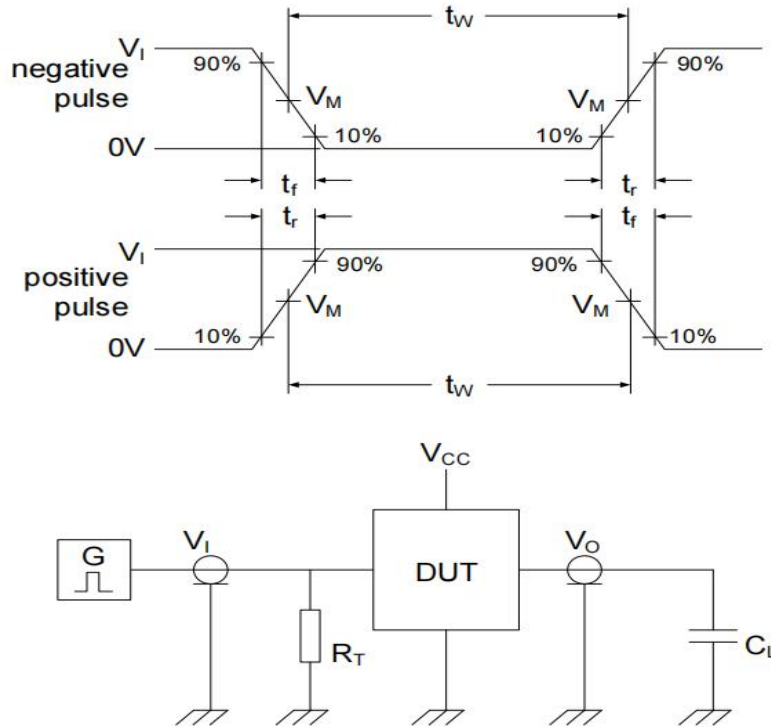 tW
VI
negative
pulse
90%
90%
VM
VM
10%
10%
0V
tf
tr
tr
tf
VI
positive
pulse
90%
90%
VM
VM
10%
10%
0V
tW
VCC
G
VI
DUT
VO
RT
CL